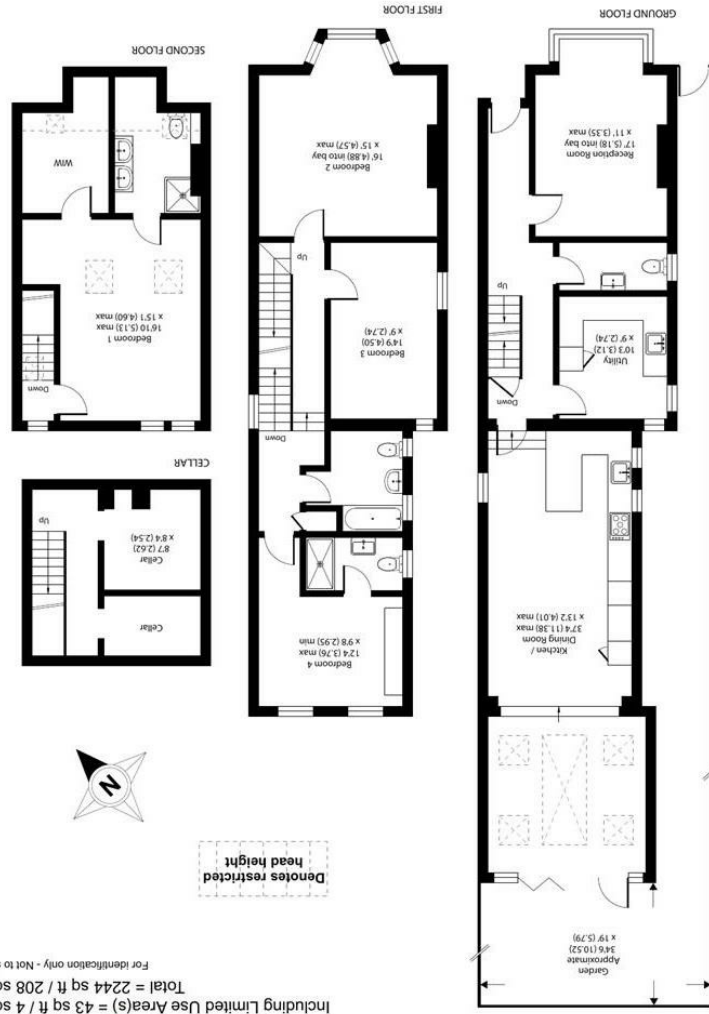 Including Limited Use Area(s) = 43 sq ft / 4 sq
Total = 2244 sq ft / 208 sq
For identification only - Not to
Denotes restricted
head height
N
Garden
Approximate
34'6 (10.52)
x 19' (5.79)
Kitchen /
Dining Room
37'4 (11.38) max
x 13'2 (4.01) max
Down
Utility
10'3 (3.12)
x 9' (2.74)
Up
Reception Room
17' (5.18) into bay
x 11' (3.35) max
GROUND FLOOR
Bedroom 4
12'4 (3.76) max
x 9'8 (2.95) min
Down
Bedroom 3
14'9 (4.50)
x 9' (2.74)
Up
Bedroom 2
16' (4.88) into bay
x 15' (4.57) max
FIRST FLOOR
Cellar
Cellar
8'7 (2.62)
x 8'4 (2.54)
Up
CELLAR
Down
Bedroom 1
16'10 (5.13) max
x 15'1 (4.60) max
WIW
SECOND FLOOR